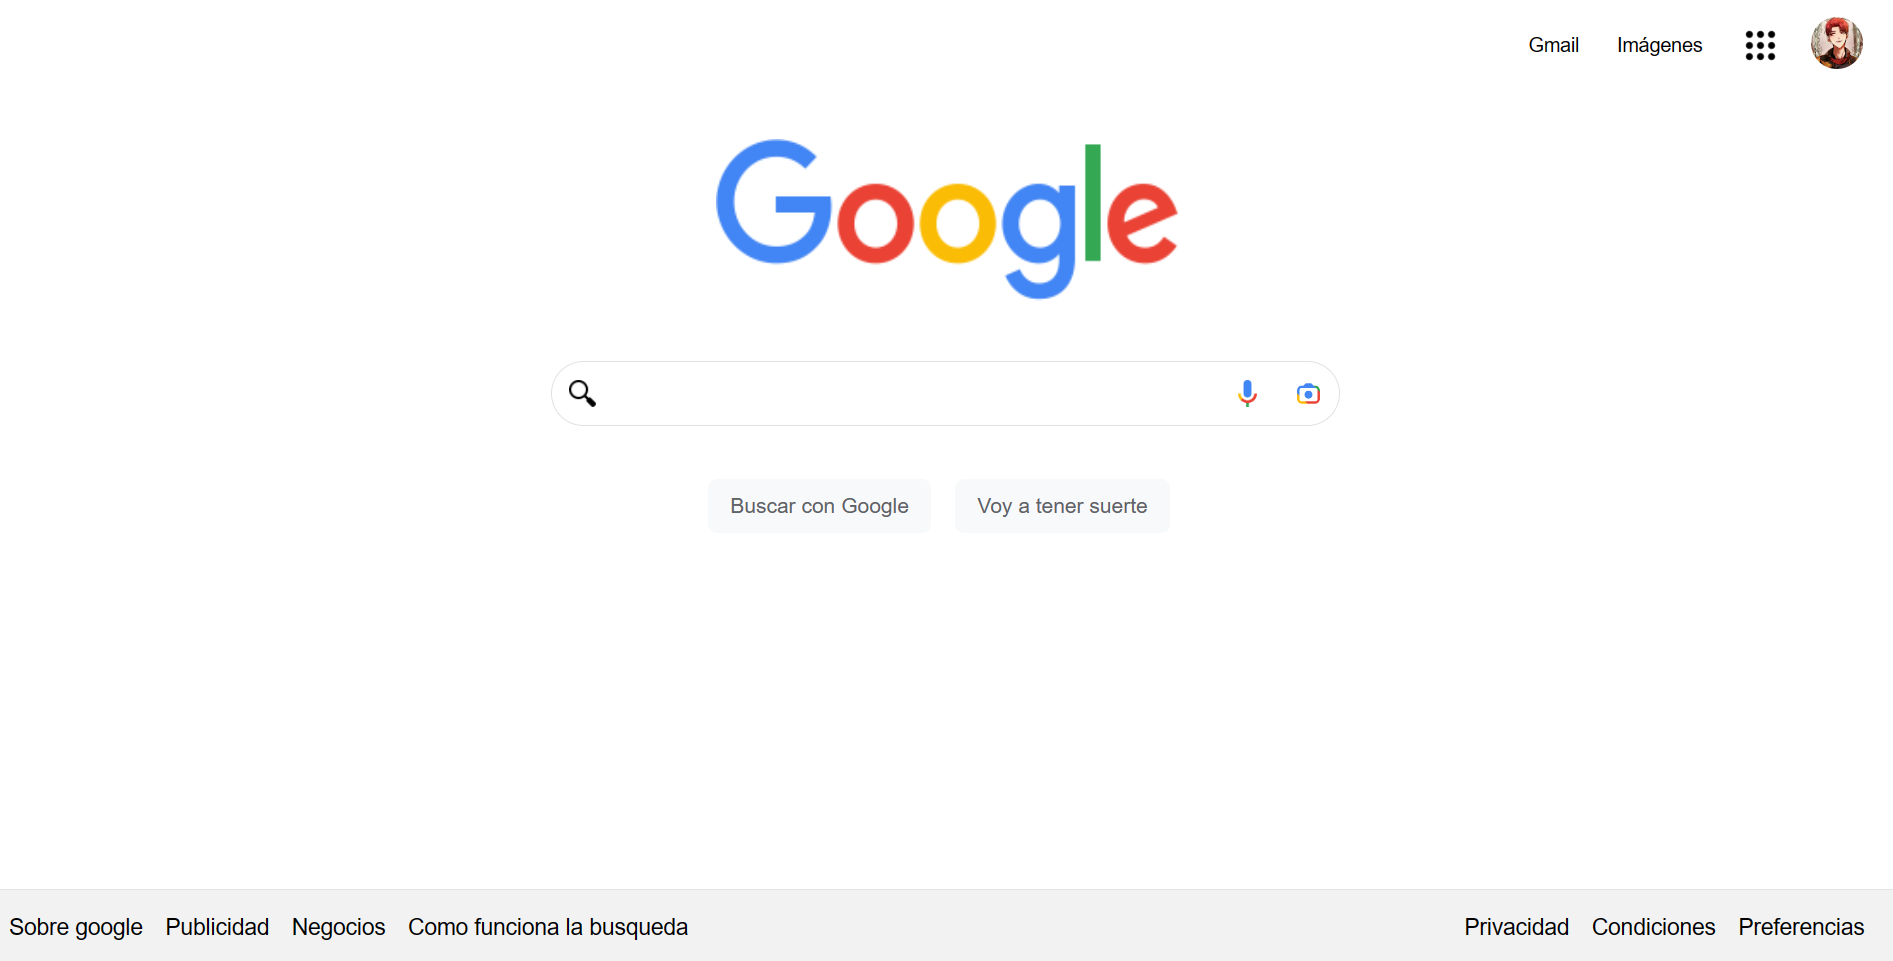 Gmail Imágenes
Google
Buscar con Google Voy a tener suerte
Sobre google Publicidad Negocios Como funciona la busqueda Privacidad Condiciones Preferencias